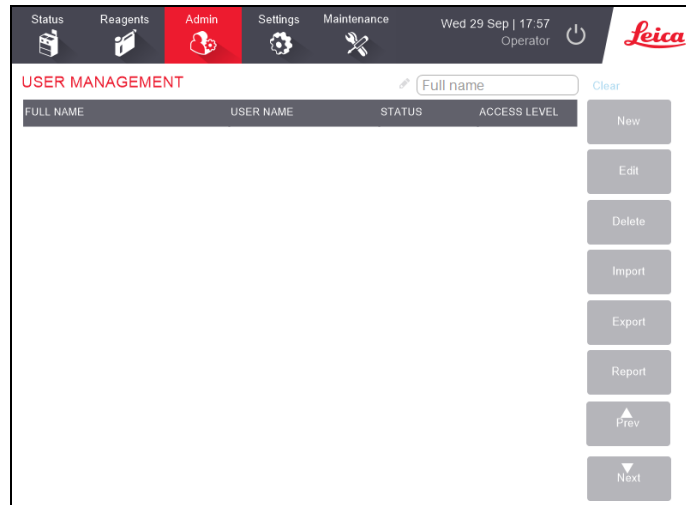 Status Reagents Admin Settings Maintenance Wed 29 Sep | 17:57
Operator
Leica
USER MANAGEMENT Full name Clear
FULL NAME USER NAME STATUS ACCESS LEVEL
New
Edit
Delete
Import
Export
Report
Prev
Next